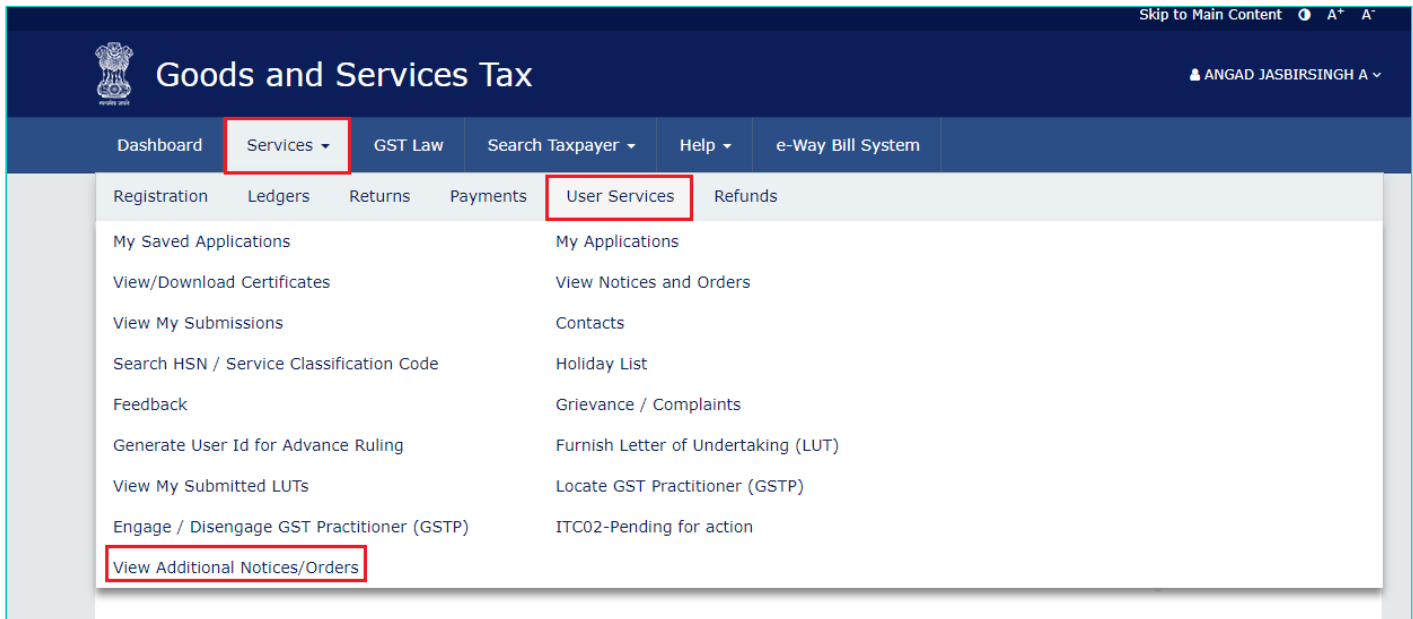 Skip to Main Content A+ A-
Goods and Services Tax
ANGAD JASBIRSINGH A
Dashboard Services GST Law Search Taxpayer Help e-Way Bill System
Registration Ledgers Returns Payments User Services Refunds
My Saved Applications My Applications
View/Download Certificates View Notices and Orders
View My Submissions Contacts
Search HSN / Service Classification Code Holiday List
Feedback Grievance / Complaints
Generate User Id for Advance Ruling Furnish Letter of Undertaking (LUT)
View My Submitted LUTs Locate GST Practitioner (GSTP)
Engage / Disengage GST Practitioner (GSTP) ITC02-Pending for action
View Additional Notices/Orders